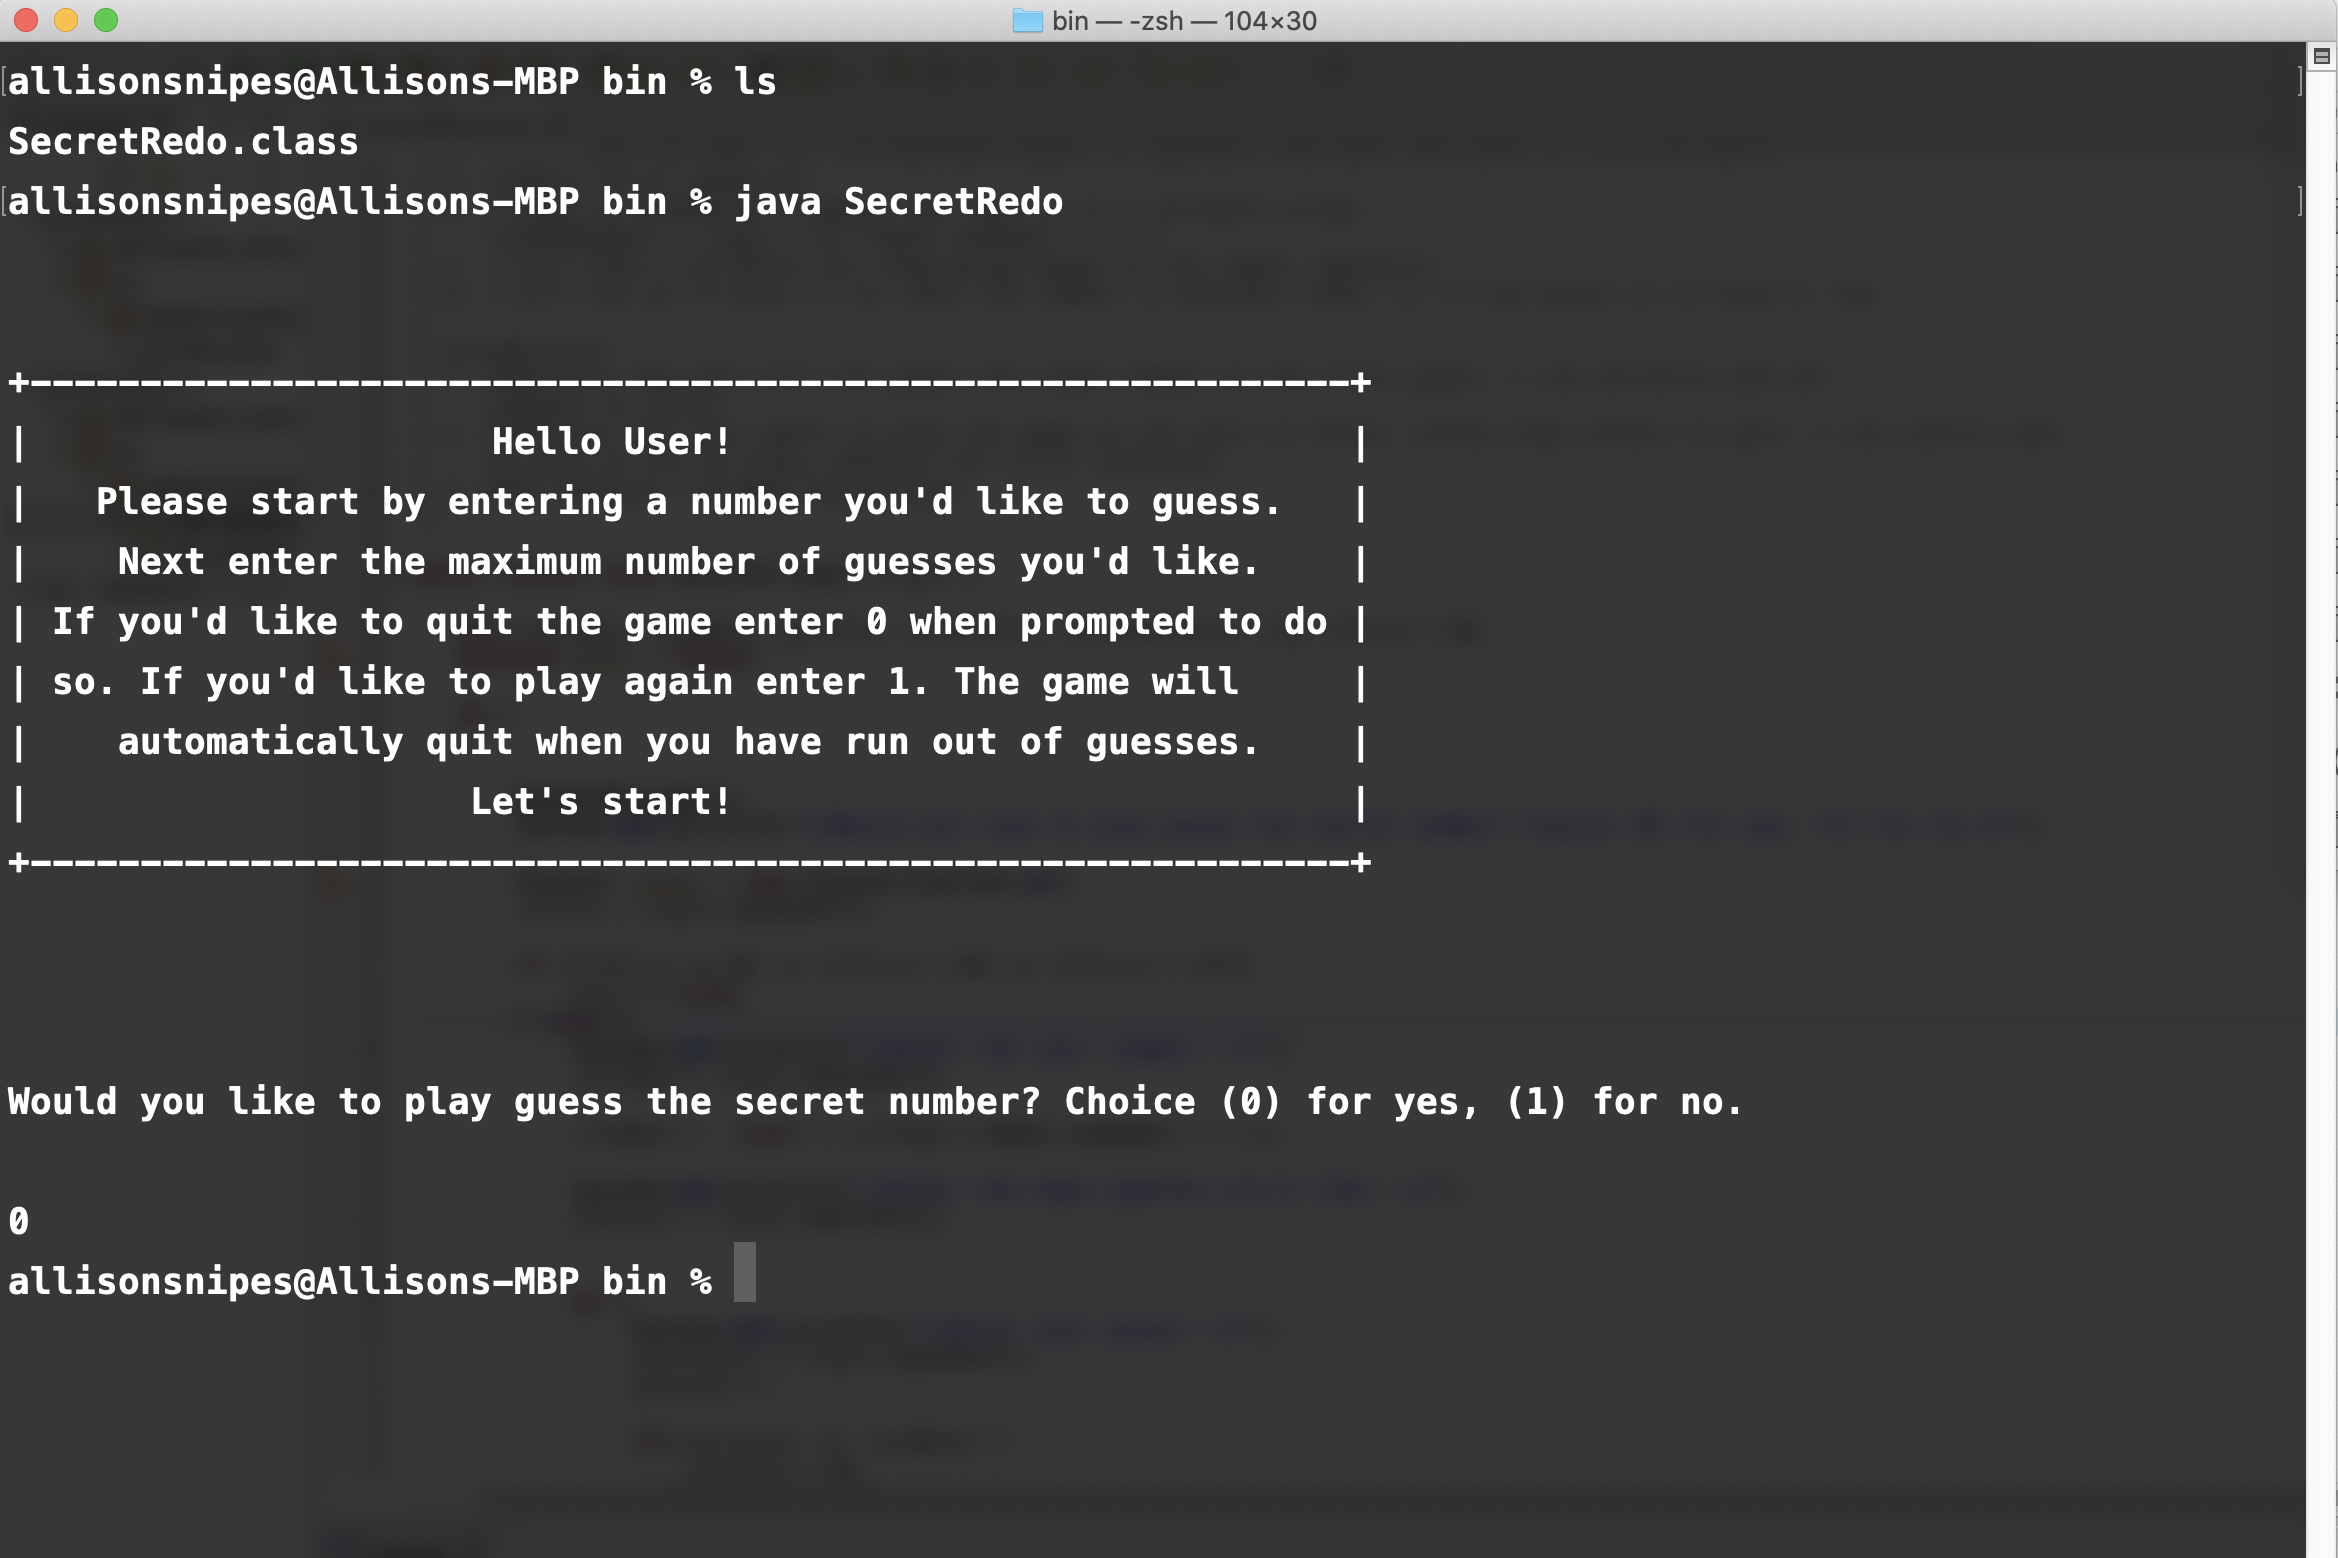 bin — -zsh — 104×30
allisonsnipes@Allisons-MBP bin % ls
SecretRedo.class
allisonsnipes@Allisons-MBP bin % java SecretRedo
+------------------------------------------------------------+
|                     Hello User!                            |
|   Please start by entering a number you'd like to guess.   |
|    Next enter the maximum number of guesses you'd like.    |
| If you'd like to quit the game enter 0 when prompted to do |
| so. If you'd like to play again enter 1. The game will     |
|    automatically quit when you have run out of guesses.    |
|                    Let's start!                            |
+------------------------------------------------------------+
Would you like to play guess the secret number? Choice (0) for yes, (1) for no.
0
allisonsnipes@Allisons-MBP bin %